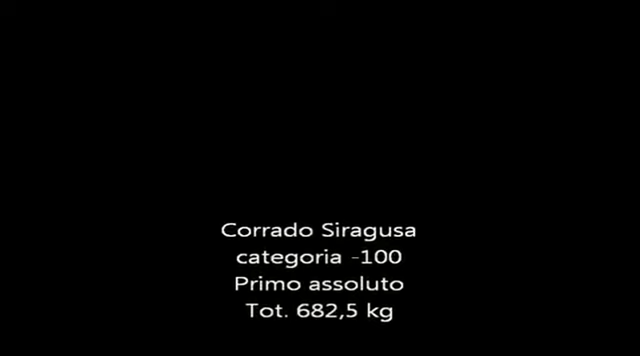 Corrado Siragusa
categoria -100
Primo assoluto
Tot. 682,5 kg